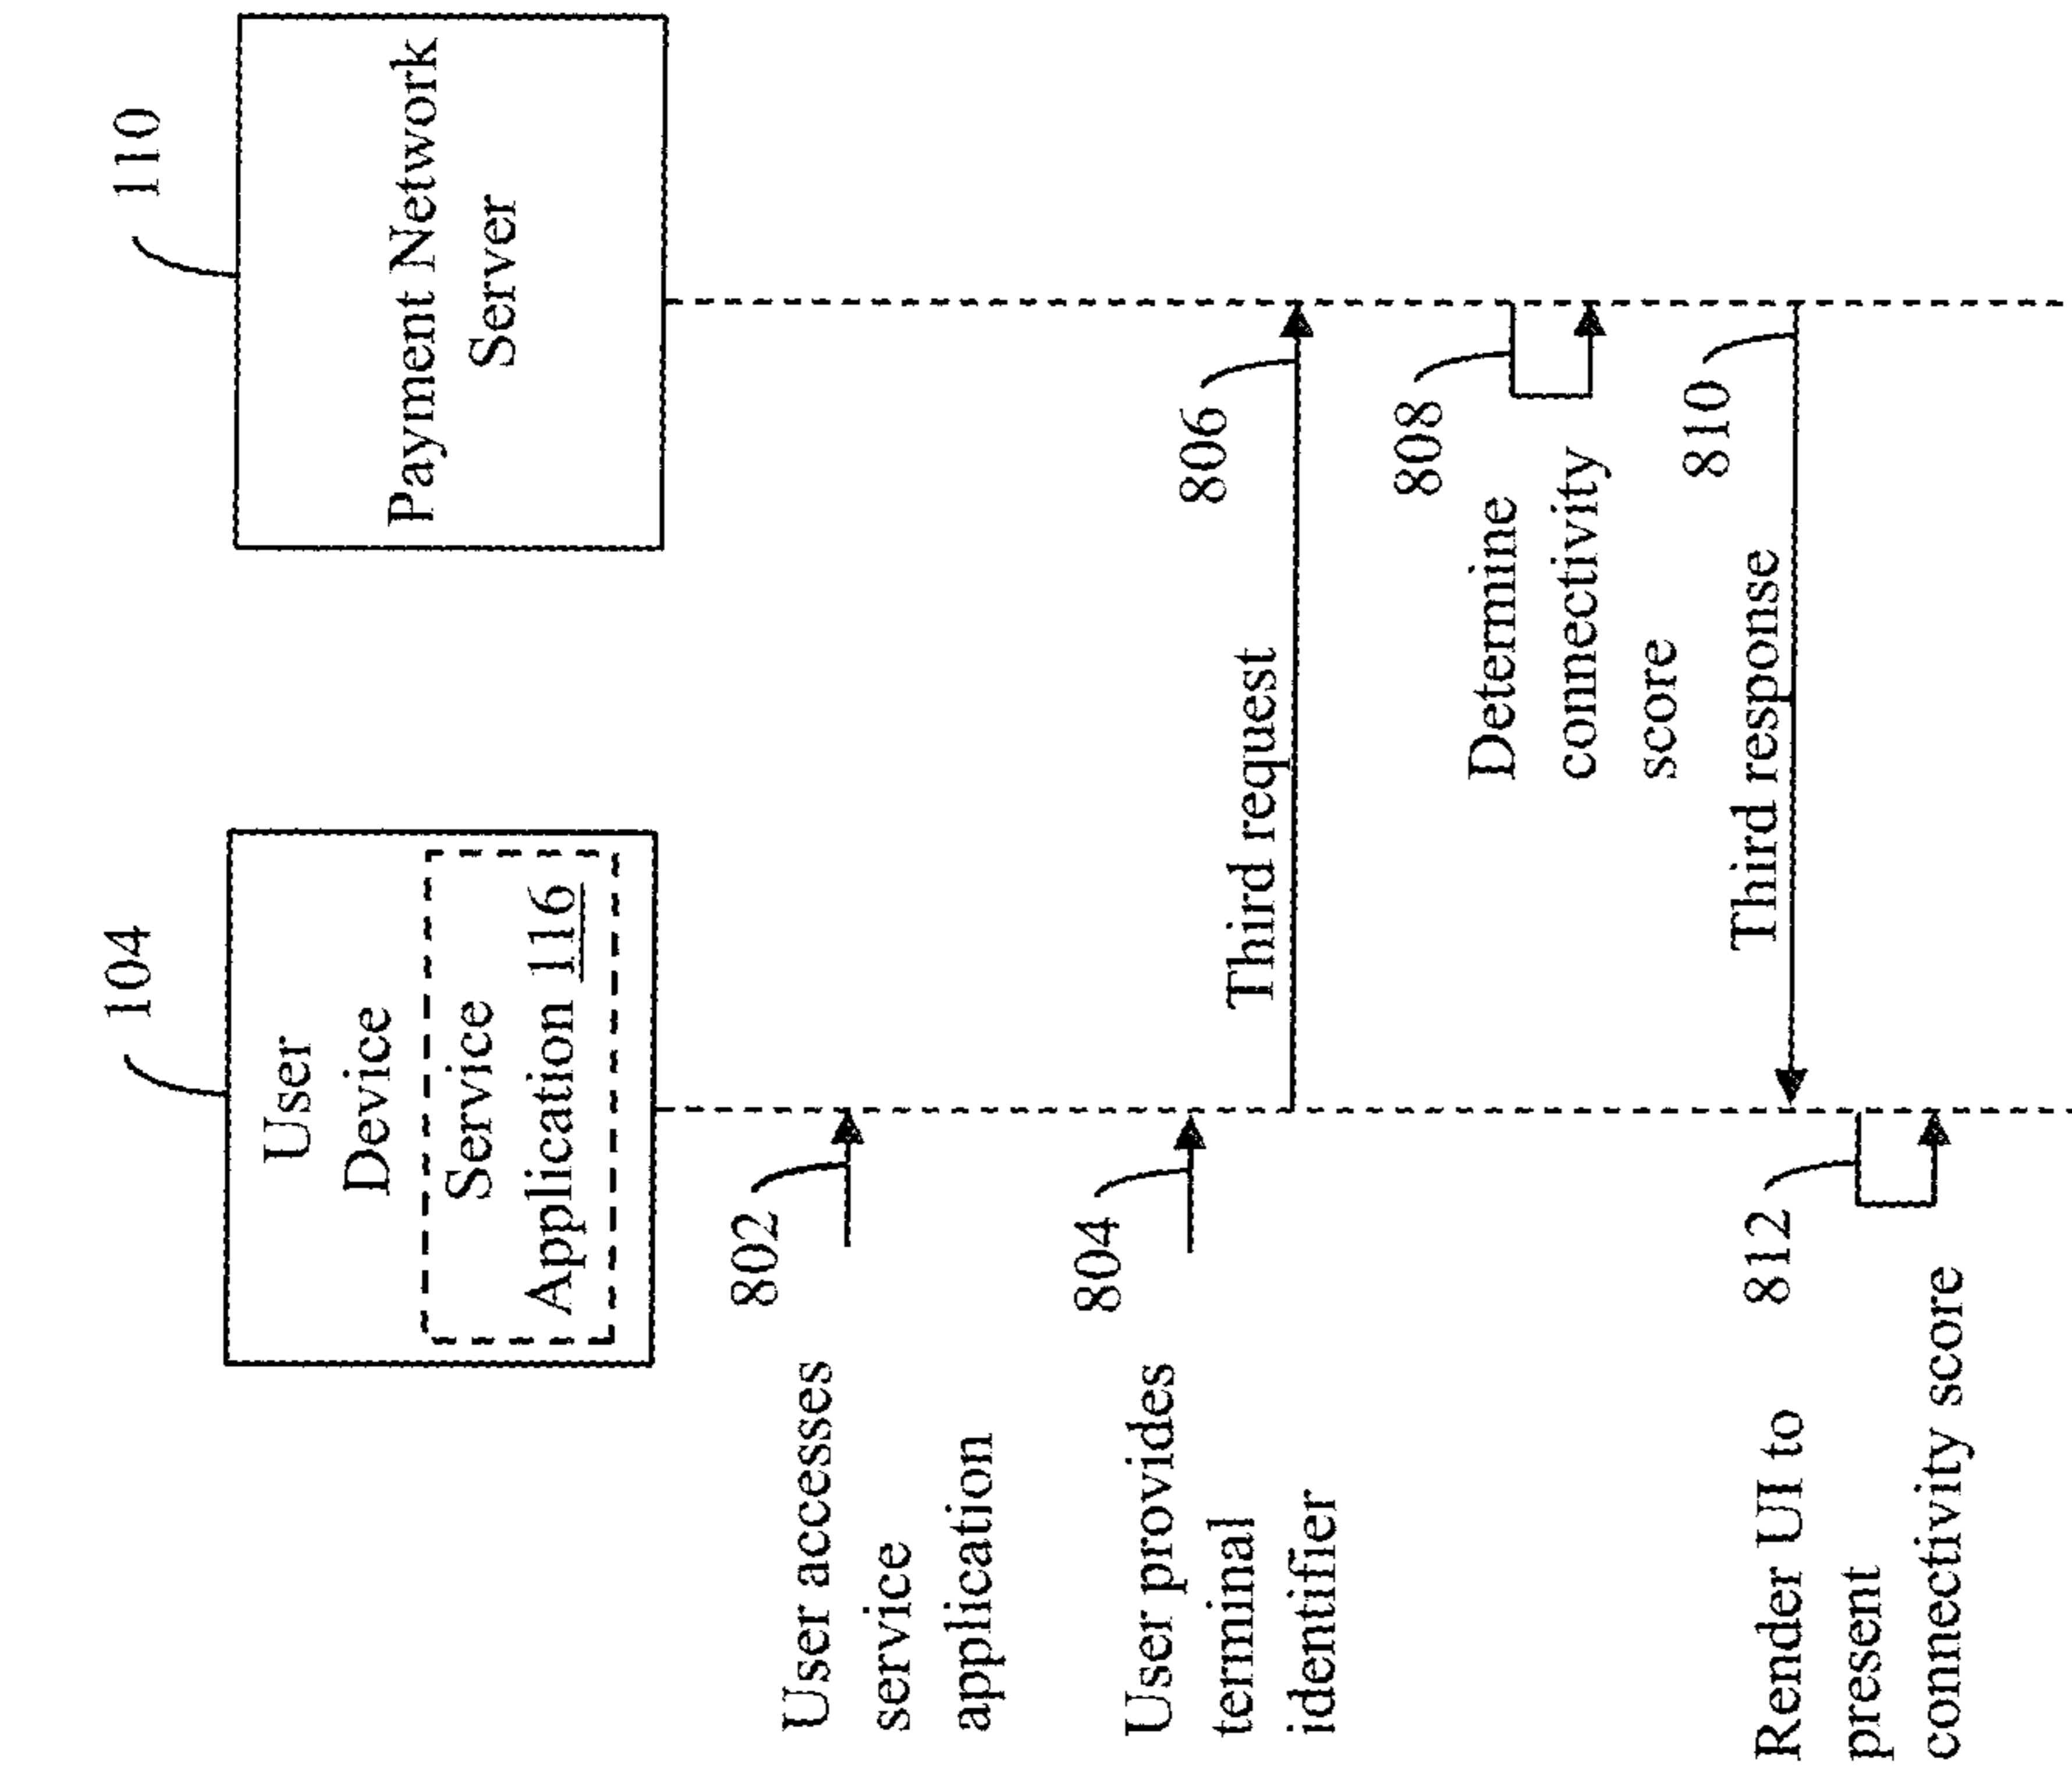 104
110
User
Device
Service
Application 116
Payment Network
Server
802
User accesses
service
application
804
User provides
terminal
identifier
806
Third request
808
Determine
connectivity
score
810
Third response
812
Render UI to
present
connectivity score